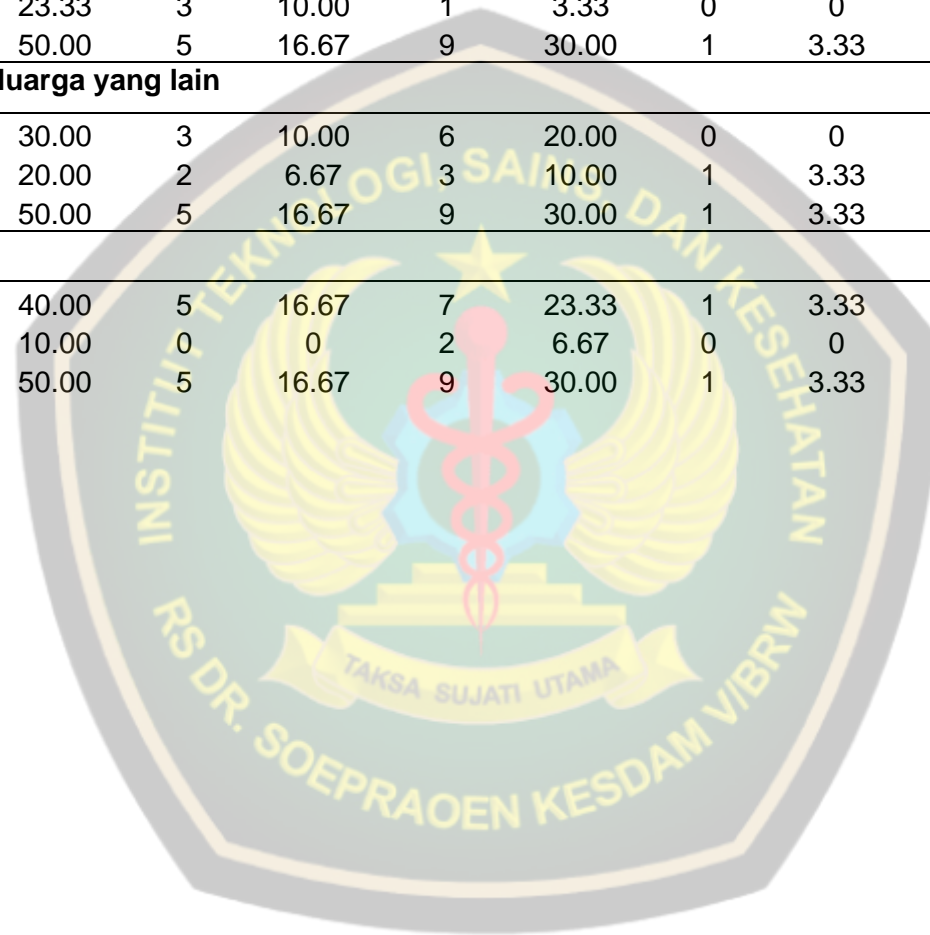 23.33 3 10.00 1 3.33 0 0
50.00 5 16.67 9 30.00 1 3.33
luarga yang lain
30.00 3 10.00 6 20.00 0 0
20.00 2 6.67 3 10.00 1 3.33
50.00 5 16.67 9 30.00 1 3.33
40.00 5 16.67 7 23.33 1 3.33
10.00 0 0 2 6.67 0 0
50.00 5 16.67 9 30.00 1 3.33
INSTITUT TEKNOLOGI, SAINS, DAN KESEHATAN
TAKSA SUJATI UTAMA
RS DR. SOEPRAOEN KESDAM V/BRW